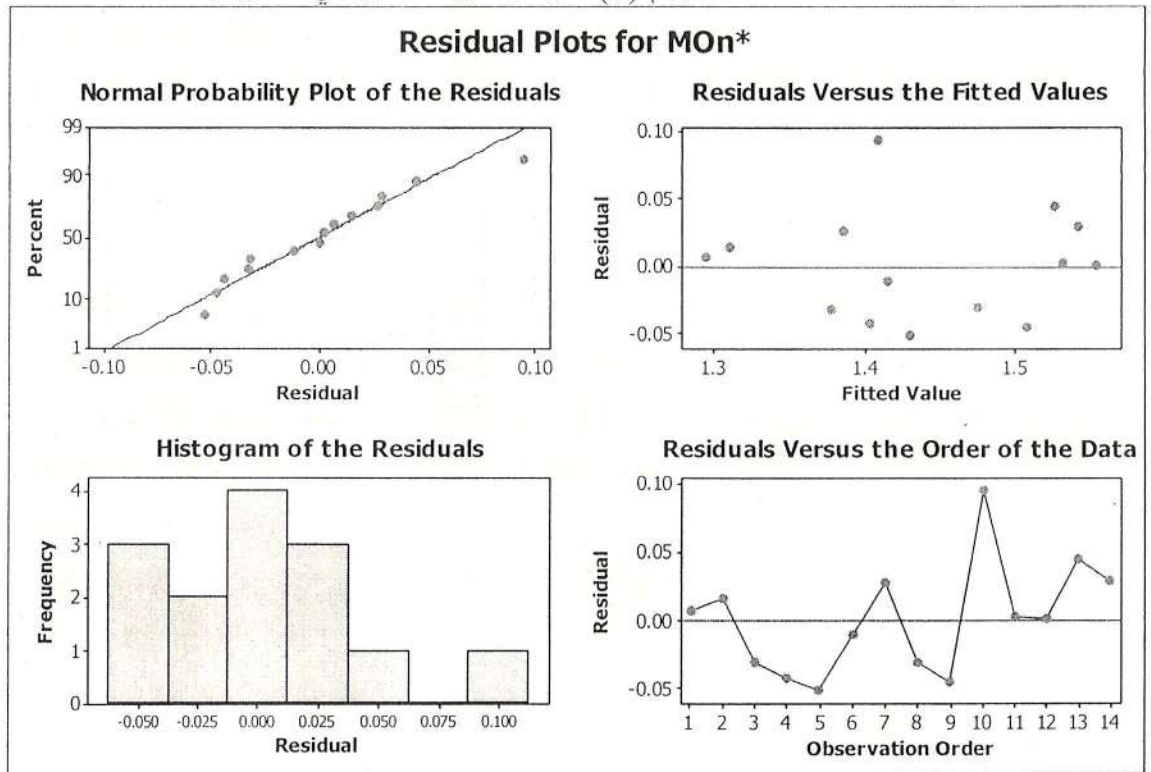 Residual Plots for MOn*
Normal Probability Plot of the Residuals
99
90
50
10
1
Percent
-0.10
-0.05
0.00
0.05
0.10
Residual
Residuals Versus the Fitted Values
0.10
0.05
0.00
-0.05
Residual
1.3
1.4
1.5
Fitted Value
Histogram of the Residuals
4
3
2
1
0
Frequency
-0.050
-0.025
0.000
0.025
0.050
0.075
0.100
Residual
Residuals Versus the Order of the Data
0.10
0.05
0.00
-0.05
Residual
1 2 3 4 5 6 7 8 9 10 11 12 13 14
Observation Order